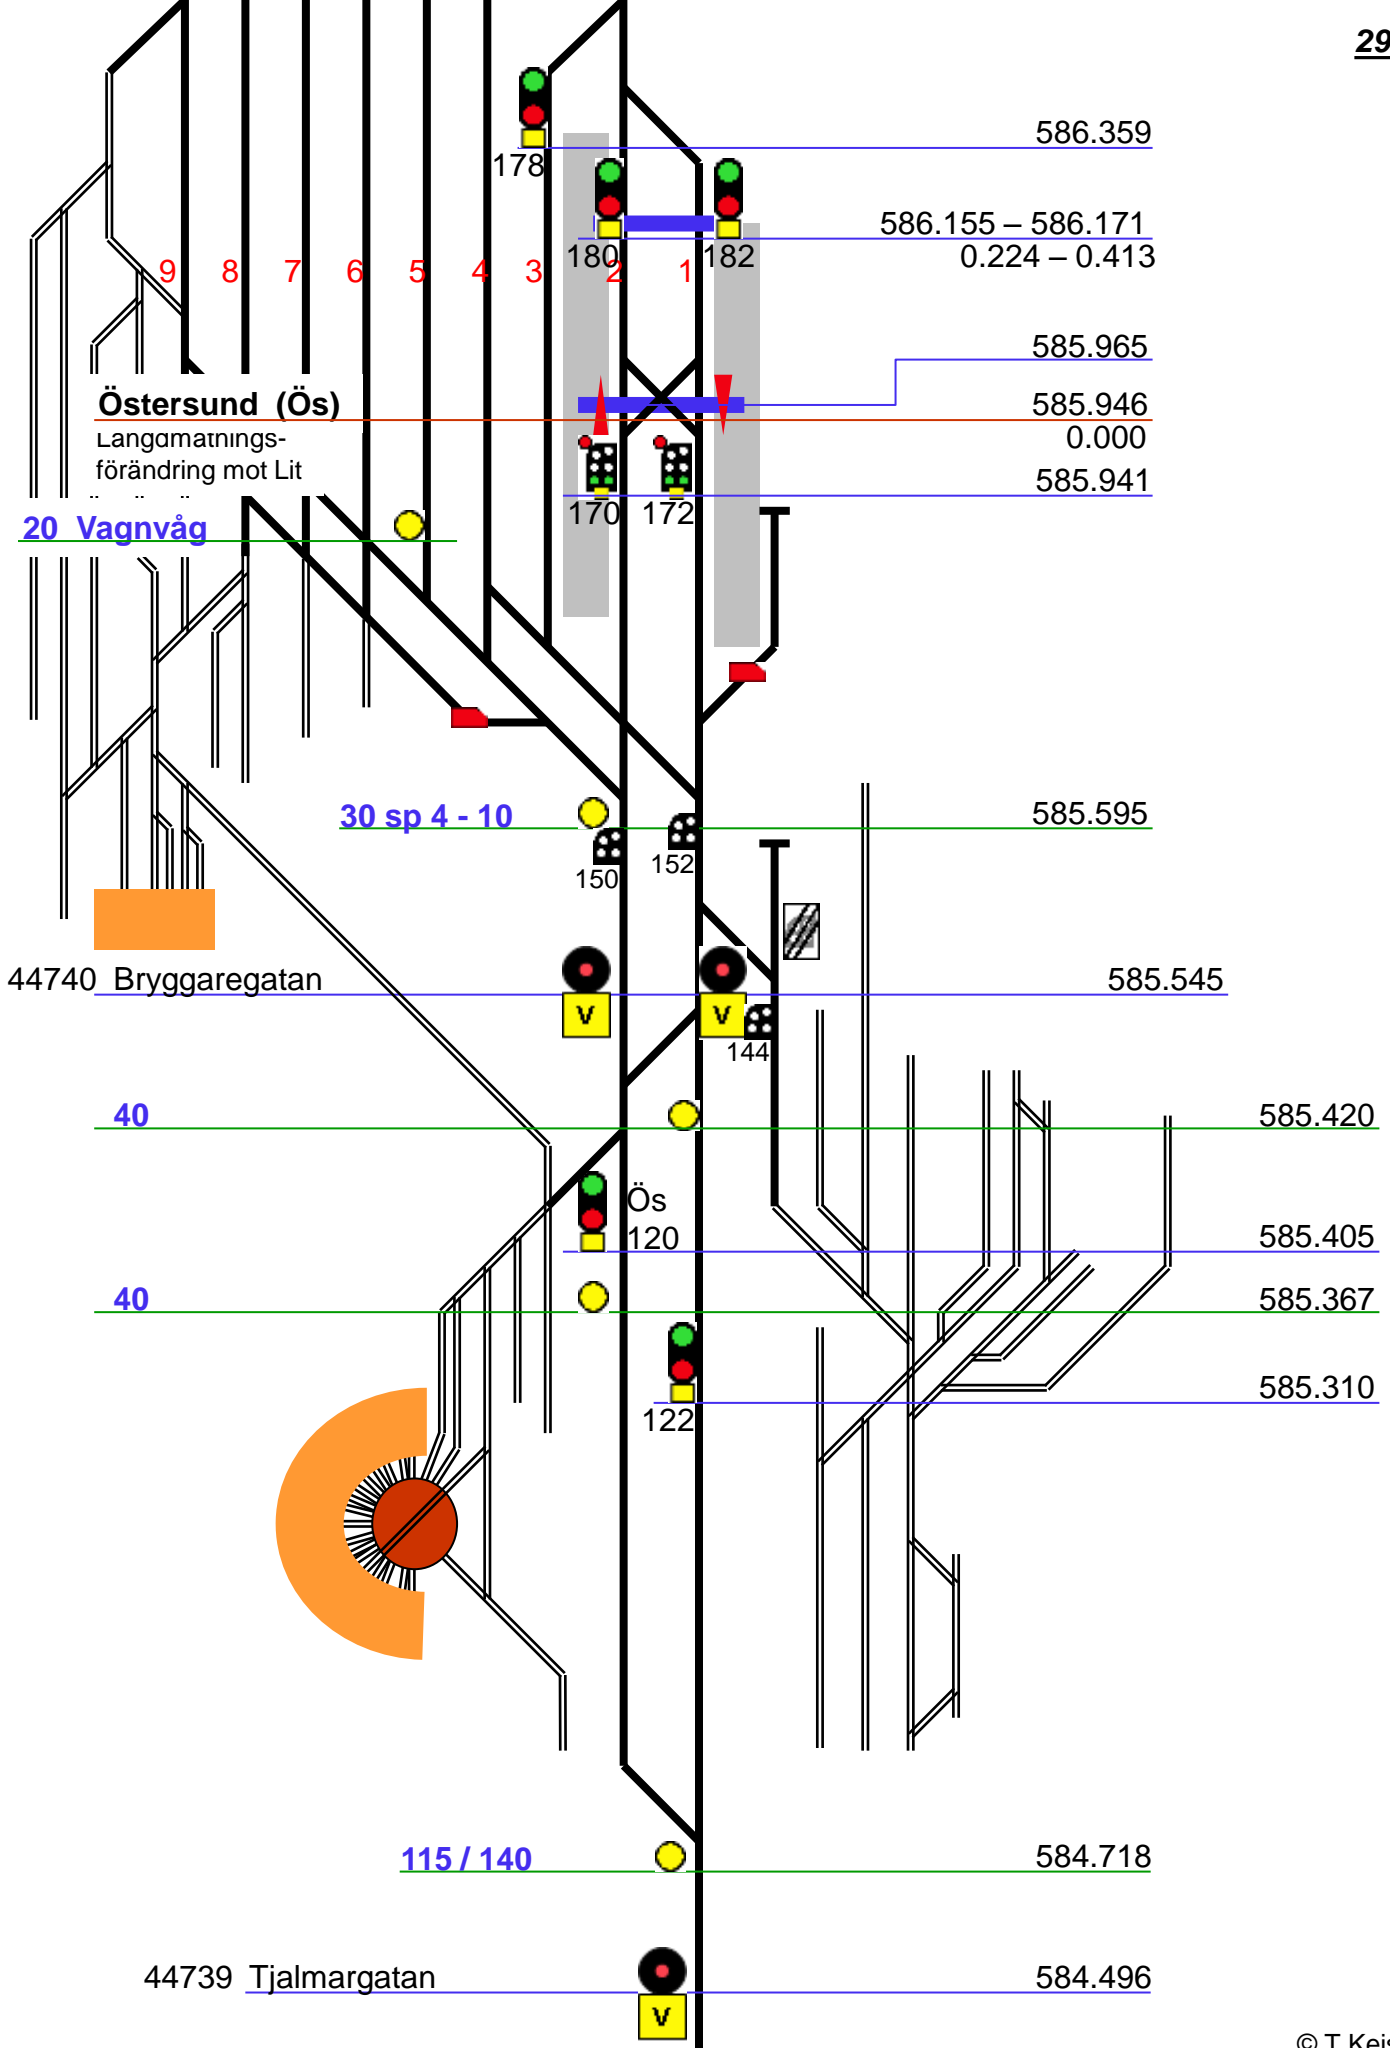 29
586.359
178
586.155 – 586.171
180 182
0.224 – 0.413
9 8 7 6 5 4 3 2 1
585.965
Östersund (Ös)
585.946
0.000
Långdmätnings-
förändring mot Lit
585.941
170 172
20 Vagnvåg
30 sp 4 - 10
585.595
152
150
44740 Bryggaregatan
585.545
V V
144
40
585.420
Ös
120
585.405
40
585.367
585.310
122
115 / 140
584.718
44739 Tjalmargatan
584.496
V
© T Keis